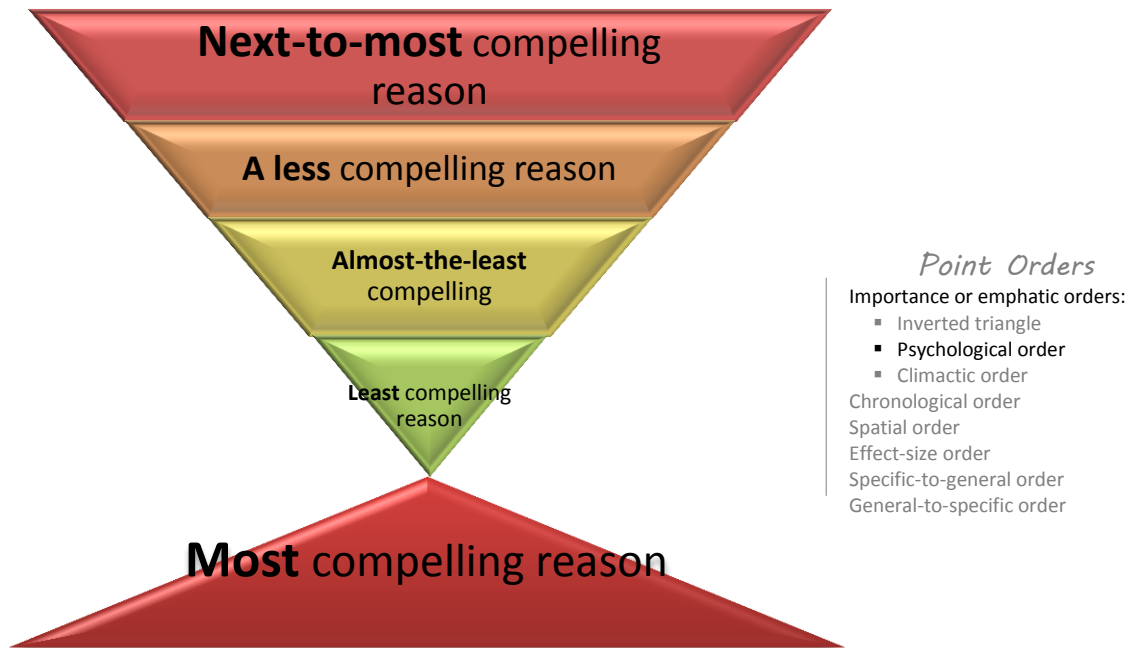 Next-to-most compelling
reason
A less compelling reason
Almost-the-least
compelling
Least compelling
reason
Most compelling reason
Point Orders
Importance or emphatic orders:
▪ Inverted triangle
▪ Psychological order
▪ Climactic order
Chronological order
Spatial order
Effect-size order
Specific-to-general order
General-to-specific order